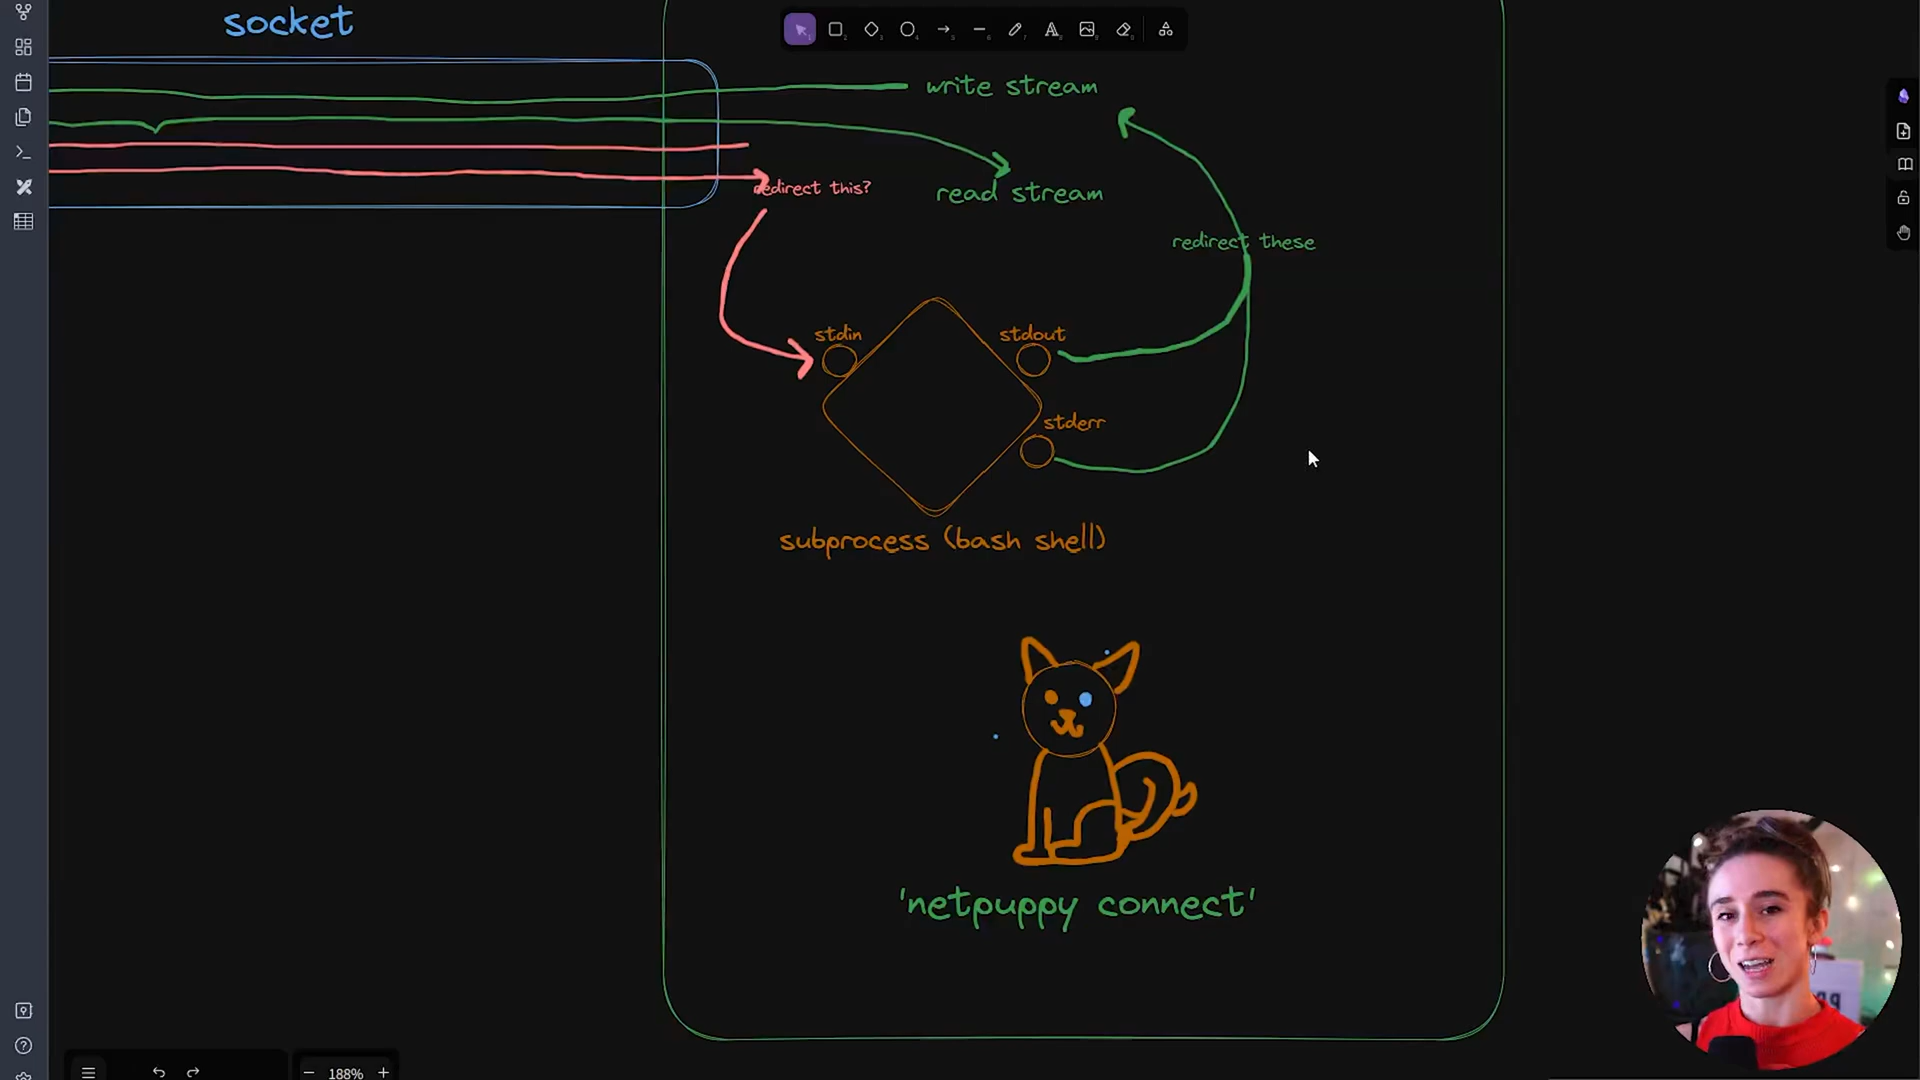 socket
write stream
redirect this?
read stream
redirect these
stdin
stdout
stderr
subprocess (bash shell)
'netpuppy connect'
188%